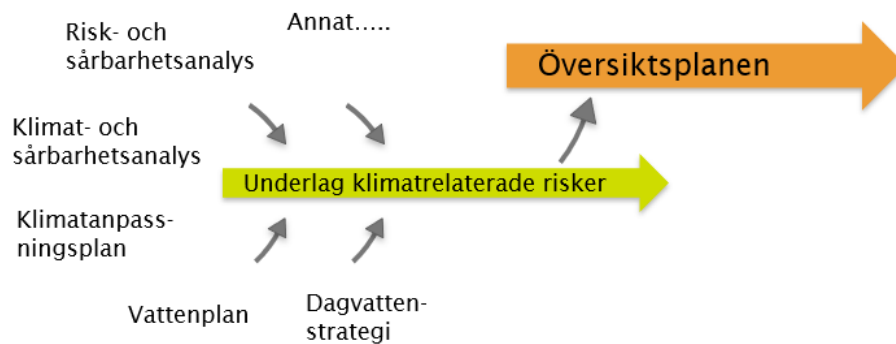 Risk- och
sårbarhetsanalys
Annat.....
Översiktsplanen
Klimat- och
sårbarhetsanalys
Underlag klimatrelaterade risker
Klimatanpass-
ningsplan
Vattenplan
Dagvatten-
strategi